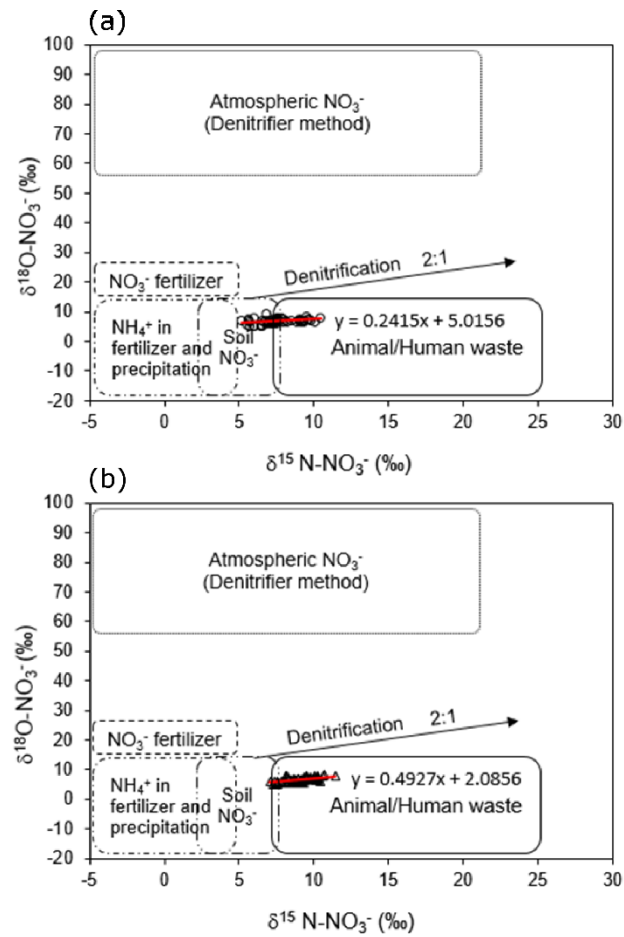 (a)
100
90
80
70
60
50
40
30
20
10
0
-10
-20
δ¹⁸O-NO₃⁻ (‰)
Atmospheric NO₃⁻
(Denitrifier method)
Denitrification 2:1
NO₃⁻ fertilizer
NH₄⁺ in
fertilizer and
precipitation
Soil
NO₃⁻
y = 0.2415x + 5.0156
Animal/Human waste
-5 0 5 10 15 20 25 30
δ¹⁵ N-NO₃⁻ (‰)
(b)
100
90
80
70
60
50
40
30
20
10
0
-10
-20
δ¹⁸O-NO₃⁻ (‰)
Atmospheric NO₃⁻
(Denitrifier method)
Denitrification 2:1
NO₃⁻ fertilizer
NH₄⁺ in
fertilizer and
precipitation
Soil
NO₃⁻
y = 0.4927x + 2.0856
Animal/Human waste
-5 0 5 10 15 20 25 30
δ¹⁵ N-NO₃⁻ (‰)